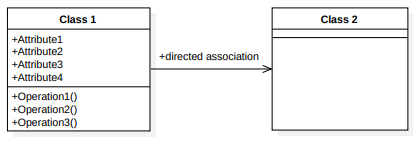 Class 1
+Attribute1
+Attribute2
+Attribute3
+Attribute4
+Operation1()
+Operation2()
+Operation3()
+directed association
Class 2